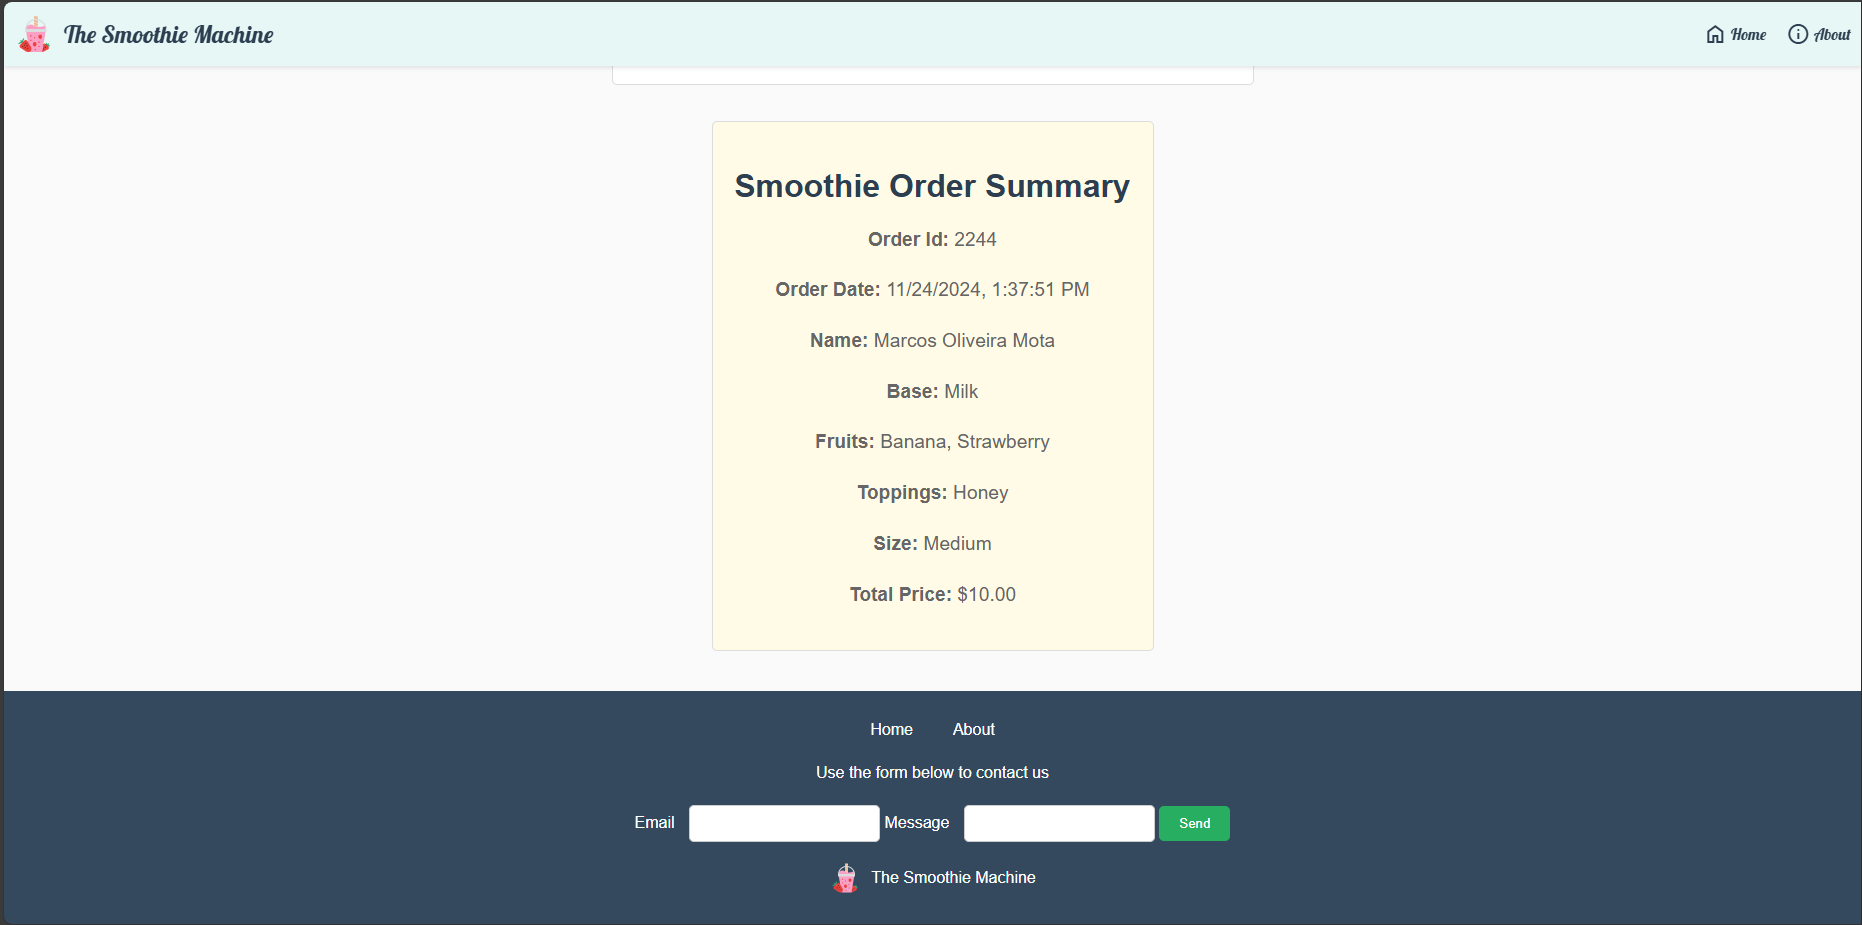 The Smoothie Machine
Home
About
Smoothie Order Summary
Order Id: 2244
Order Date: 11/24/2024, 1:37:51 PM
Name: Marcos Oliveira Mota
Base: Milk
Fruits: Banana, Strawberry
Toppings: Honey
Size: Medium
Total Price: $10.00
Home About
Use the form below to contact us
Email Message Send
The Smoothie Machine